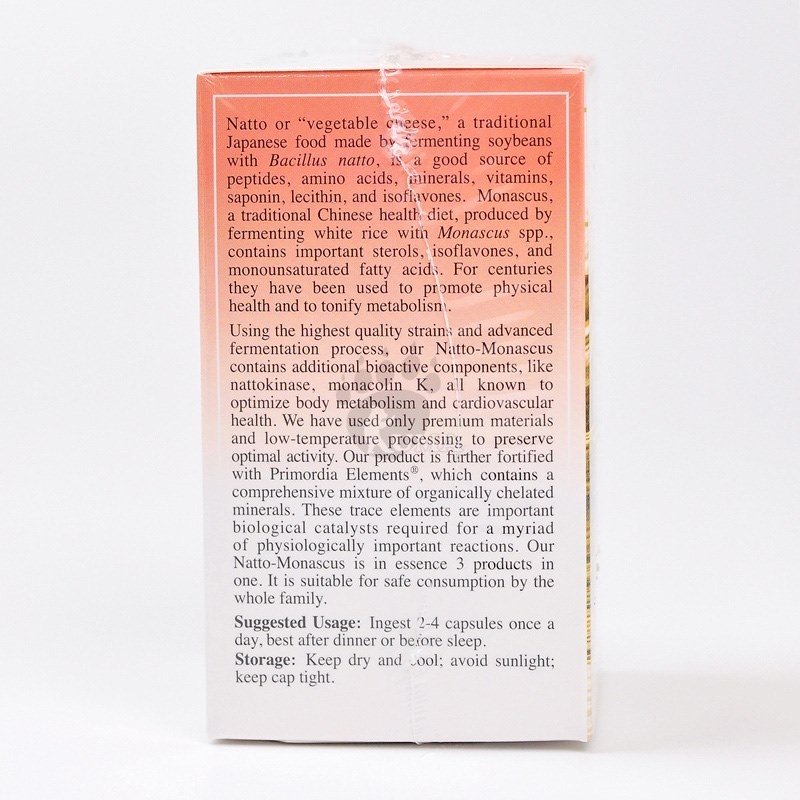 Natto or “vegetable cheese,” a traditional
Japanese food made by fermenting soybeans
with Bacillus natto, is a good source of
peptides, amino acids, minerals, vitamins,
saponin, lecithin, and isoflavones. Monascus,
a traditional Chinese health diet, produced by
fermenting white rice with Monascus spp.,
contains important sterols, isoflavones, and
monounsaturated fatty acids. For centuries
they have been used to promote physical
health and to tonify metabolism.
Using the highest quality strains and advanced
fermentation process, our Natto-Monascus
contains additional bioactive components, like
nattokinase, monacolin K, all known to
optimize body metabolism and cardiovascular
health. We have used only premium materials
and low-temperature processing to preserve
optimal activity. Our product is further fortified
with Primordia Elements®, which contains a
comprehensive mixture of organically chelated
minerals. These trace elements are important
biological catalysts required for a myriad
of physiologically important reactions. Our
Natto-Monascus is in essence 3 products in
one. It is suitable for safe consumption by the
whole family.
Suggested Usage: Ingest 2-4 capsules once a
day, best after dinner or before sleep.
Storage: Keep dry and cool; avoid sunlight;
keep cap tight.